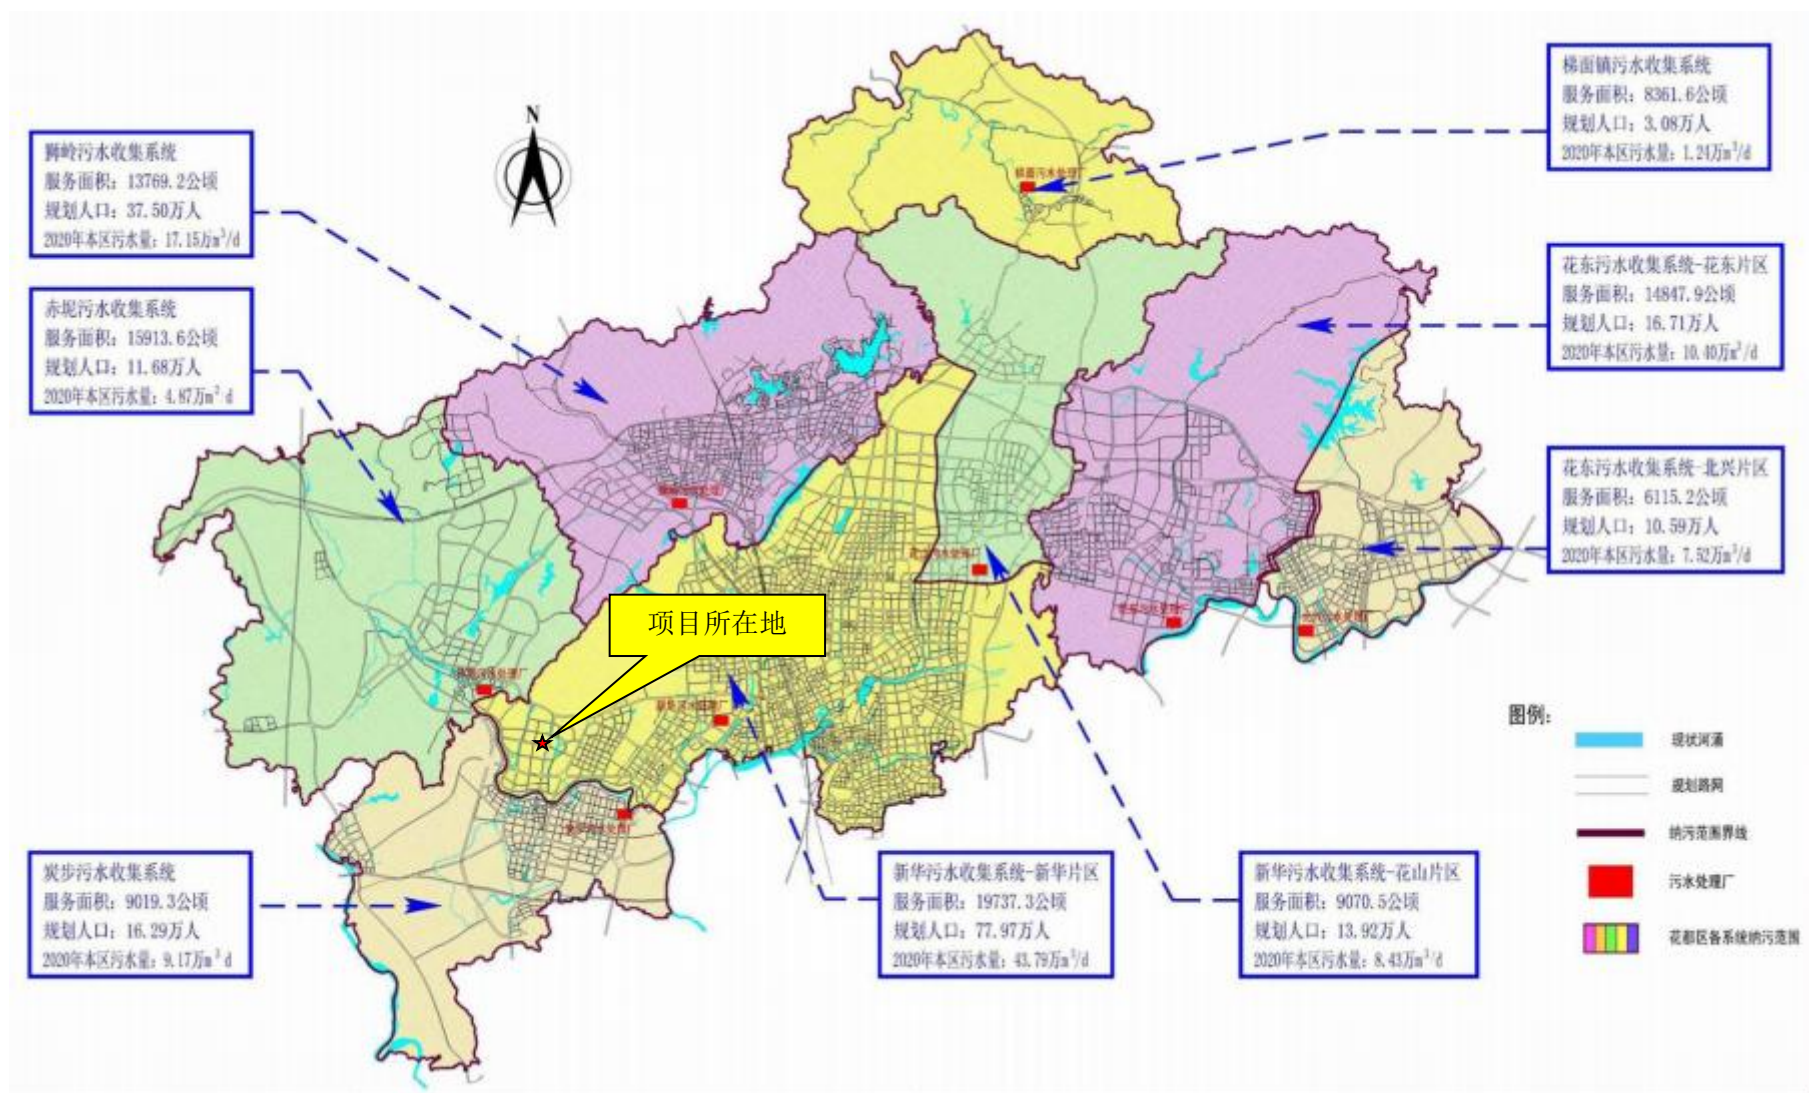 N
梯面镇污水收集系统
服务面积：8361.6公顷
规划人口：3.08万人
2020年本区污水量：1.24万m³/d
狮岭污水收集系统
服务面积：13769.2公顷
规划人口：37.50万人
2020年本区污水量：17.15万m³/d
梯面污水处理厂
花东污水收集系统-花东片区
服务面积：14847.9公顷
规划人口：16.71万人
2020年本区污水量：10.40万m³/d
赤坭污水收集系统
服务面积：15913.6公顷
规划人口：11.68万人
2020年本区污水量：4.87万m³ d
花东污水收集系统-北兴片区
服务面积：6115.2公顷
规划人口：10.59万人
2020年本区污水量：7.52万m³/d
项目所在地
图例：
现状河涌
规划路网
纳污范围界线
污水处理厂
花都区各系统纳污范围
炭步污水收集系统
服务面积：9019.3公顷
规划人口：16.29万人
2020年本区污水量：9.17万m³ d
新华污水收集系统-新华片区
服务面积：19737.3公顷
规划人口：77.97万人
2020年本区污水量：43.79万m³/d
新华污水收集系统-花山片区
服务面积：9070.5公顷
规划人口：13.92万人
2020年本区污水量：8.43万m³/d